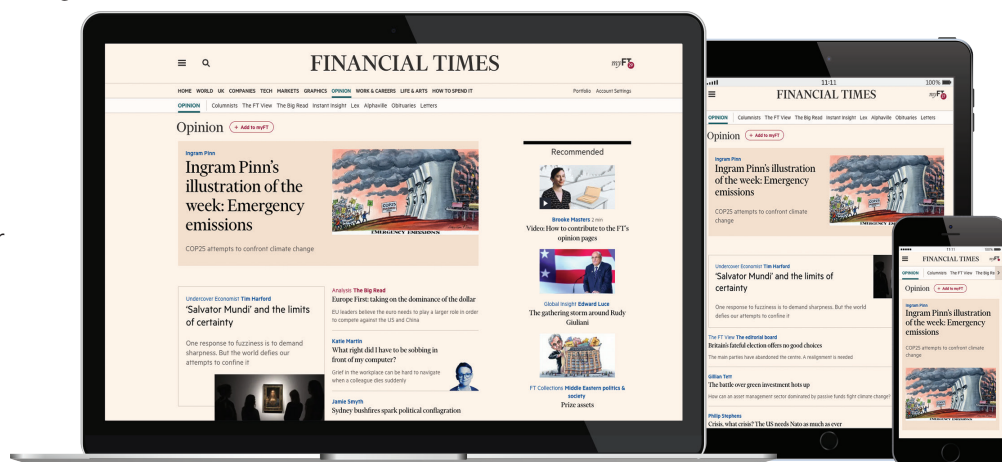 FINANCIAL TIMES
myFT
HOME WORLD UK COMPANIES TECH MARKETS GRAPHICS OPINION WORK & CAREERS LIFE & ARTS HOW TO SPEND IT
Portfolio Account Settings
OPINION Columnists The FT View The Big Read Instant Insight Lex Alphaville Obituaries Letters
Opinion + Add to myFT
Ingram Pinn
Ingram Pinn's
illustration of the
week: Emergency
emissions
COP25 attempts to confront climate change
EMERGENCY EMISSIONS
Undercover Economist Tim Harford
'Salvator Mundi' and the limits
of certainty
One response to fuzziness is to demand
sharpness. But the world defies our
attempts to confine it
Analysis The Big Read
Europe First: taking on the dominance of the dollar
EU leaders believe the euro needs to play a larger role in order
to compete against the US and China
Katie Martin
What right did I have to be sobbing in
front of my computer?
Grief in the workplace can be hard to navigate
when a colleague dies suddenly
Jamie Smyth
Sydney bushfires spark political conflagration
Recommended
Brooke Masters 2 min
Video: How to contribute to the FT's
opinion pages
Global Insight Edward Luce
The gathering storm around Rudy
Giuliani
FT Collections Middle Eastern politics &
society
Prize assets
11:11
100%
FINANCIAL TIMES
myFT
OPINION Columnists The FT View The Big Read Instant Insight Lex Alphaville Obituaries Letters
Opinion + Add to myFT
Ingram Pinn
Ingram Pinn's
illustration of the
week: Emergency
emissions
COP25 attempts to confront climate
change
EMERGENCY EMISSIONS
Undercover Economist Tim Harford
'Salvator Mundi' and the limits of
certainty
One response to fuzziness is to demand sharpness. But the world
defies our attempts to confine it
The FT View The editorial board
Britain's fateful election offers no good choices
The main parties have abandoned the centre. A realignment is needed
Gillian Tett
The battle over green investment hots up
How can an asset management sector dominated by passive funds fight climate change?
Philip Stephens
Crisis, what crisis? The US needs Nato as much as ever
11:11
100%
FINANCIAL TIMES
myFT
OPINION Columnists The FT View The Big Re
Opinion + Add to myFT
Ingram Pinn
Ingram Pinn's illustration
of the week: Emergency
emissions
COP25 attempts to confront climate
change